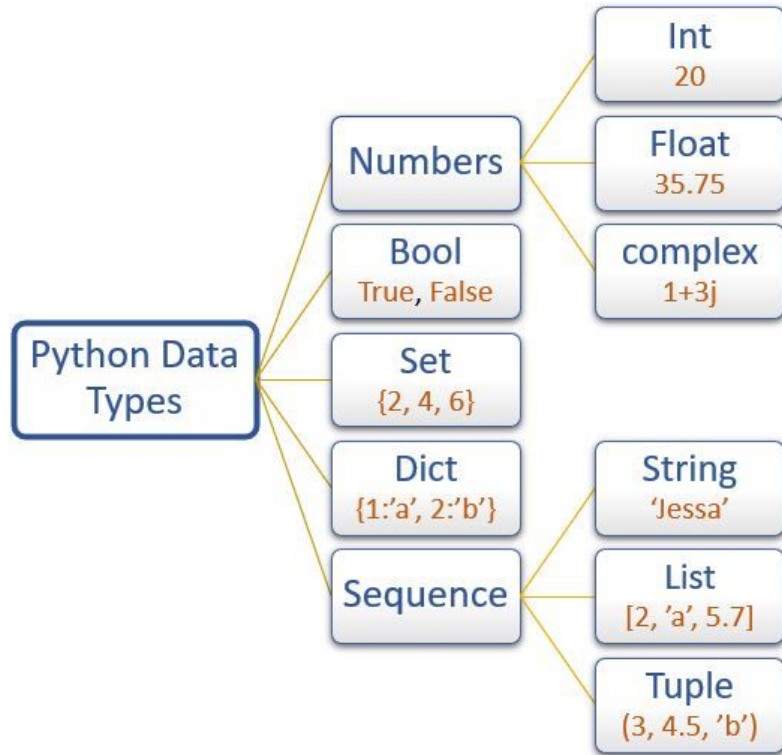 Python Data
Types
Numbers
Int
20
Float
35.75
complex
1+3j
Bool
True, False
Set
{2, 4, 6}
Dict
{1:’a’, 2:’b’}
Sequence
String
‘Jessa’
List
[2, ’a’, 5.7]
Tuple
(3, 4.5, ’b’)